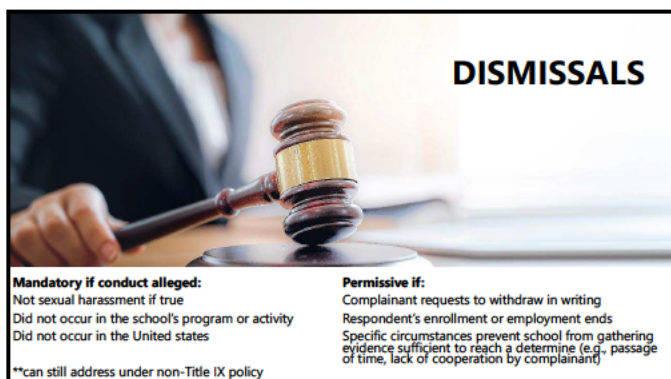 DISMISSALS
Mandatory if conduct alleged:
Not sexual harassment if true
Did not occur in the school's program or activity
Did not occur in the United states
**can still address under non-Title IX policy
Permissive if:
Complainant requests to withdraw in writing
Respondent's enrollment or employment ends
Specific circumstances prevent school from gathering
evidence sufficient to reach a determine (e.g., passage
of time, lack of cooperation by complainant)